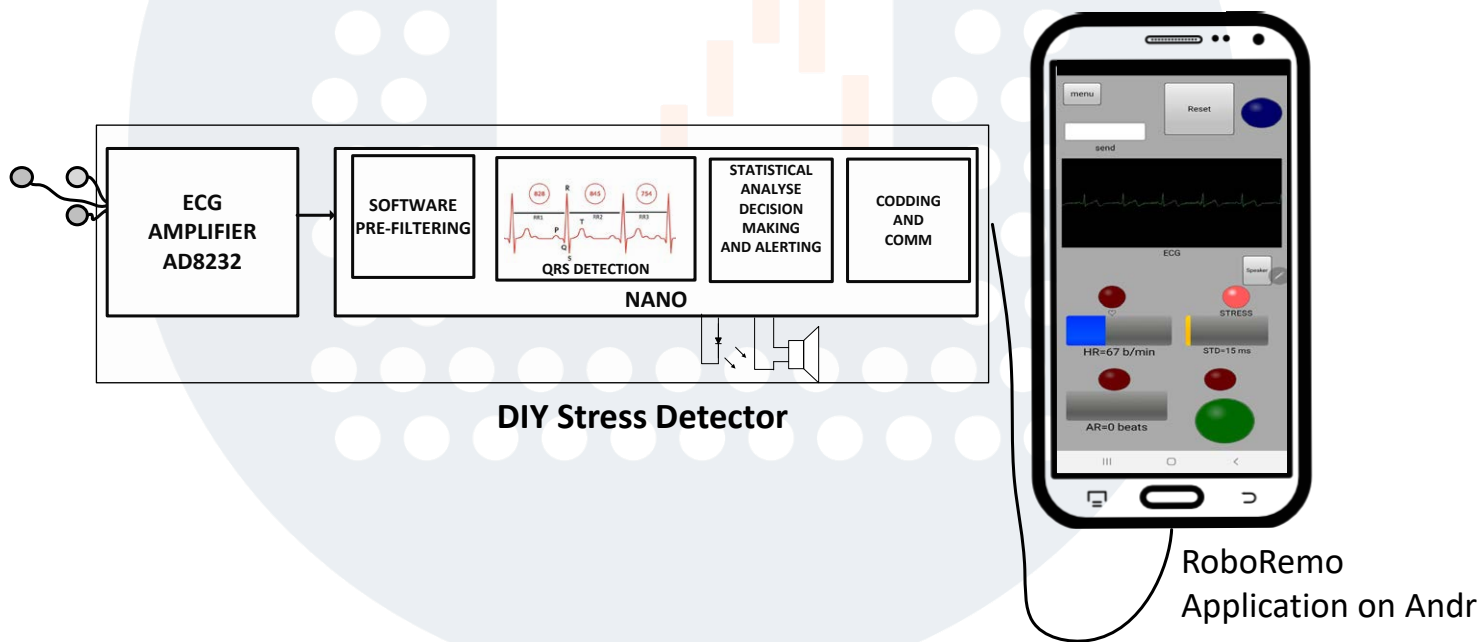 ECG
AMPLIFIER
AD8232
SOFTWARE
PRE-FILTERING
828
845
754
R
RR1
RR2
RR3
P
T
Q
S
QRS DETECTION
STATISTICAL
ANALYSE
DECISION
MAKING
AND ALERTING
CODDING
AND
COMM
NANO
DIY Stress Detector
menu
Reset
send
ECG
Speaker
STRESS
HR=67 b/min
STD=15 ms
AR=0 beats
RoboRemo
Application on Andr